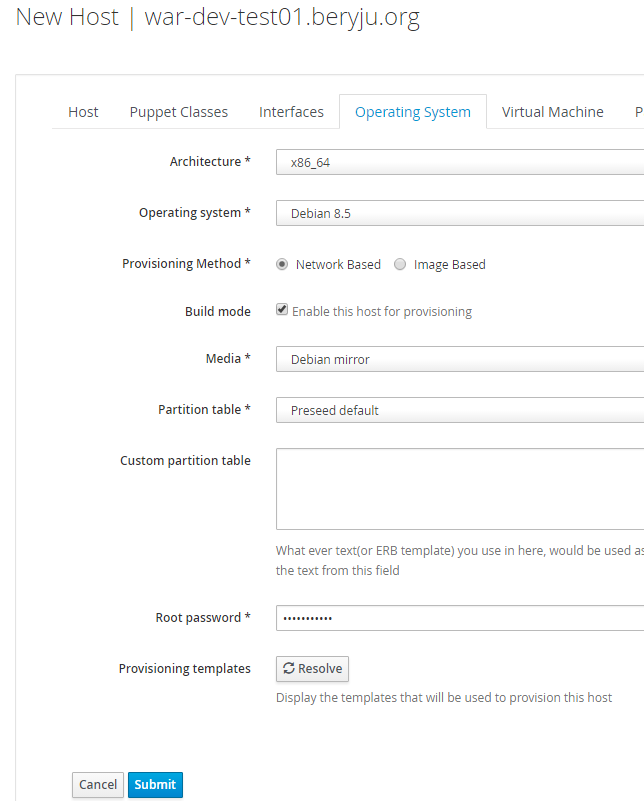 New Host | war-dev-test01.beryju.org
Host Puppet Classes Interfaces Operating System Virtual Machine P
Architecture * x86_64
Operating system * Debian 8.5
Provisioning Method * Network Based Image Based
Build mode Enable this host for provisioning
Media * Debian mirror
Partition table * Preseed default
Custom partition table
What ever text(or ERB template) you use in here, would be used as
the text from this field
Root password * •••••••••••
Provisioning templates Resolve
Display the templates that will be used to provision this host
Cancel Submit